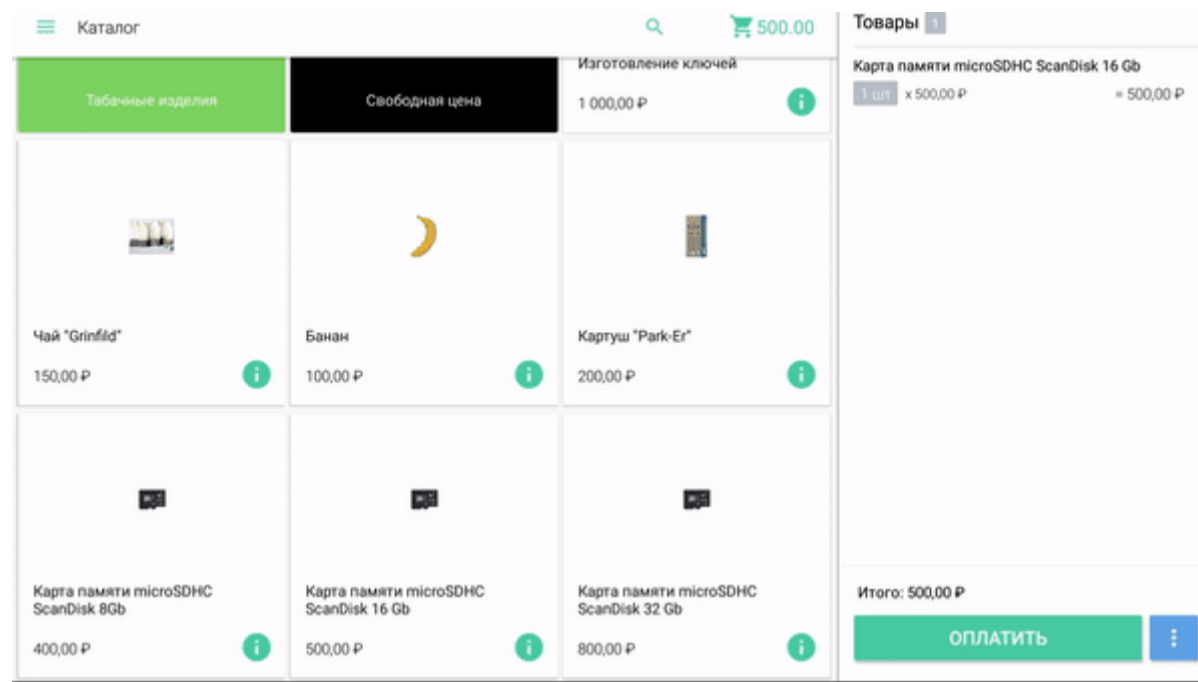 Каталог
500.00
Табачные изделия
Свободная цена
Изготовление ключей
1 000,00 ₽
Чай "Grinfild"
150,00 ₽
Банан
100,00 ₽
Картуш "Park-Er"
200,00 ₽
Карта памяти microSDHC
ScanDisk 8Gb
400,00 ₽
Карта памяти microSDHC
ScanDisk 16 Gb
500,00 ₽
Карта памяти microSDHC
ScanDisk 32 Gb
800,00 ₽
Товары 1
Карта памяти microSDHC ScanDisk 16 Gb
1 шт x 500,00 ₽ = 500,00 ₽
Итого: 500,00 ₽
ОПЛАТИТЬ